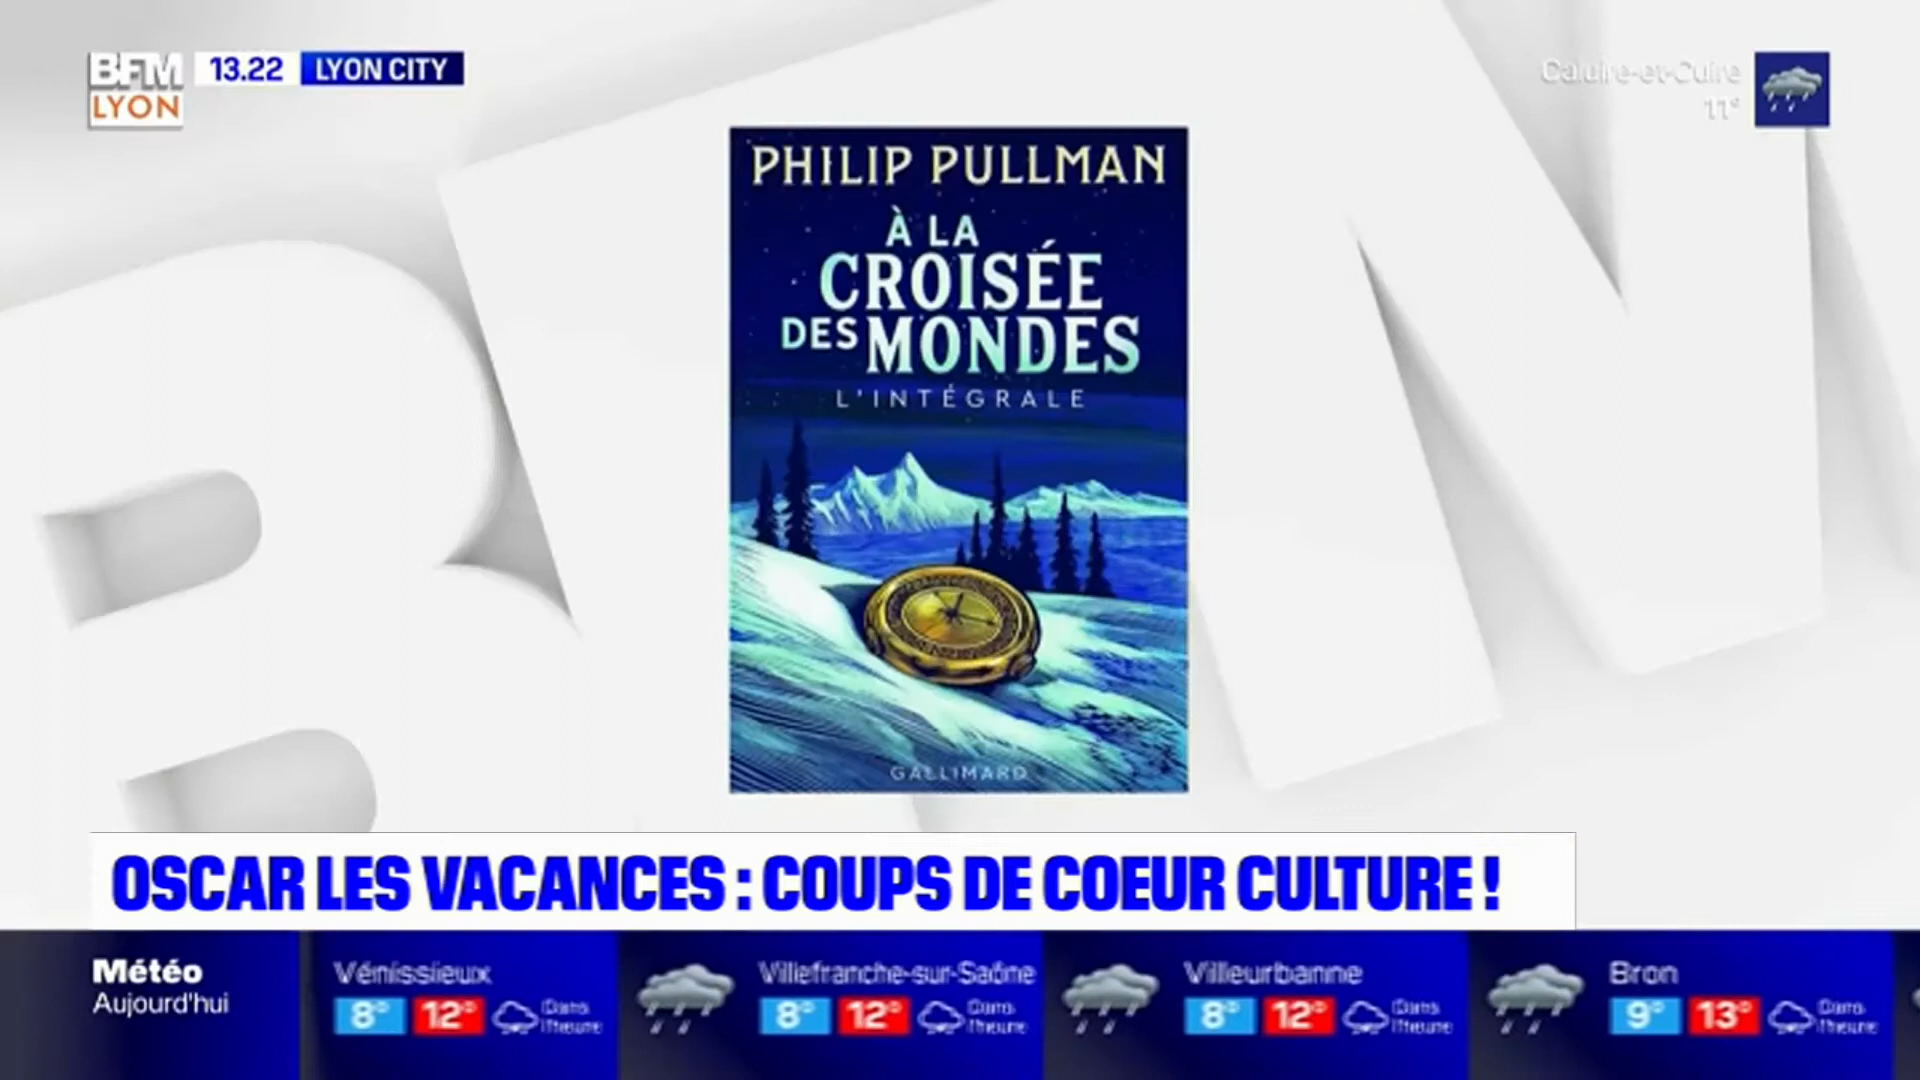 BFM
LYON
13.22
LYON CITY
Caluire-et-Cuire
11°
PHILIP PULLMAN
À LA
CROISÉE
DES MONDES
L'INTÉGRALE
GALLIMARD
OSCAR LES VACANCES : COUPS DE COEUR CULTURE !
Météo
Aujourd'hui
Vénissieux
8° 12° Dans l'heure
Villefranche-sur-Saône
8° 12° Dans l'heure
Villeurbanne
8° 12° Dans l'heure
Bron
9° 13° Dans l'heure